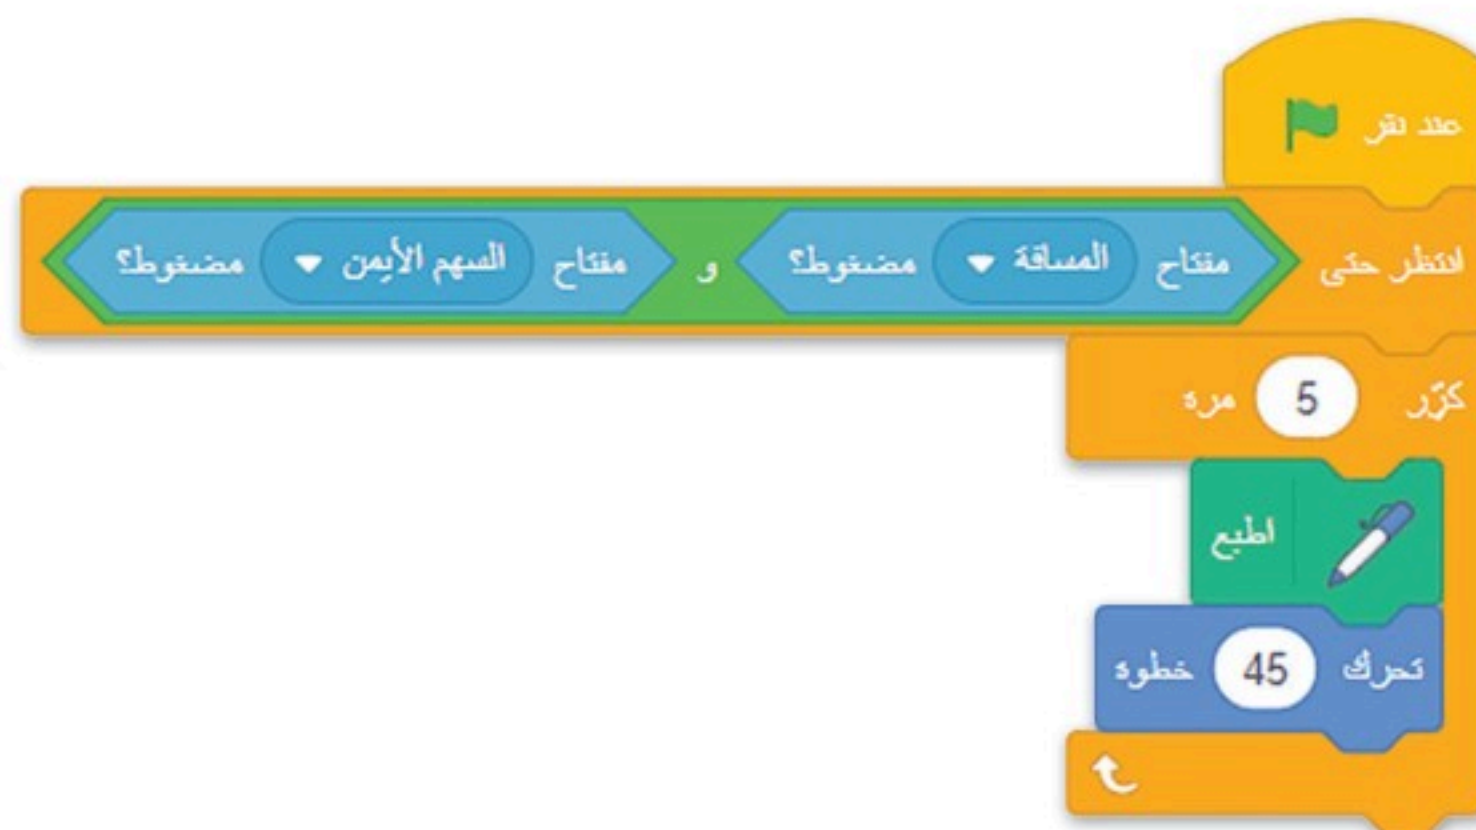 عند نقر
انتظر حتى مفتاح المسافة مضغوط؟ و مفتاح السهم الأيمن مضغوط؟
كرّر 5 مرة
اطبع
تحرك 45 خطوة